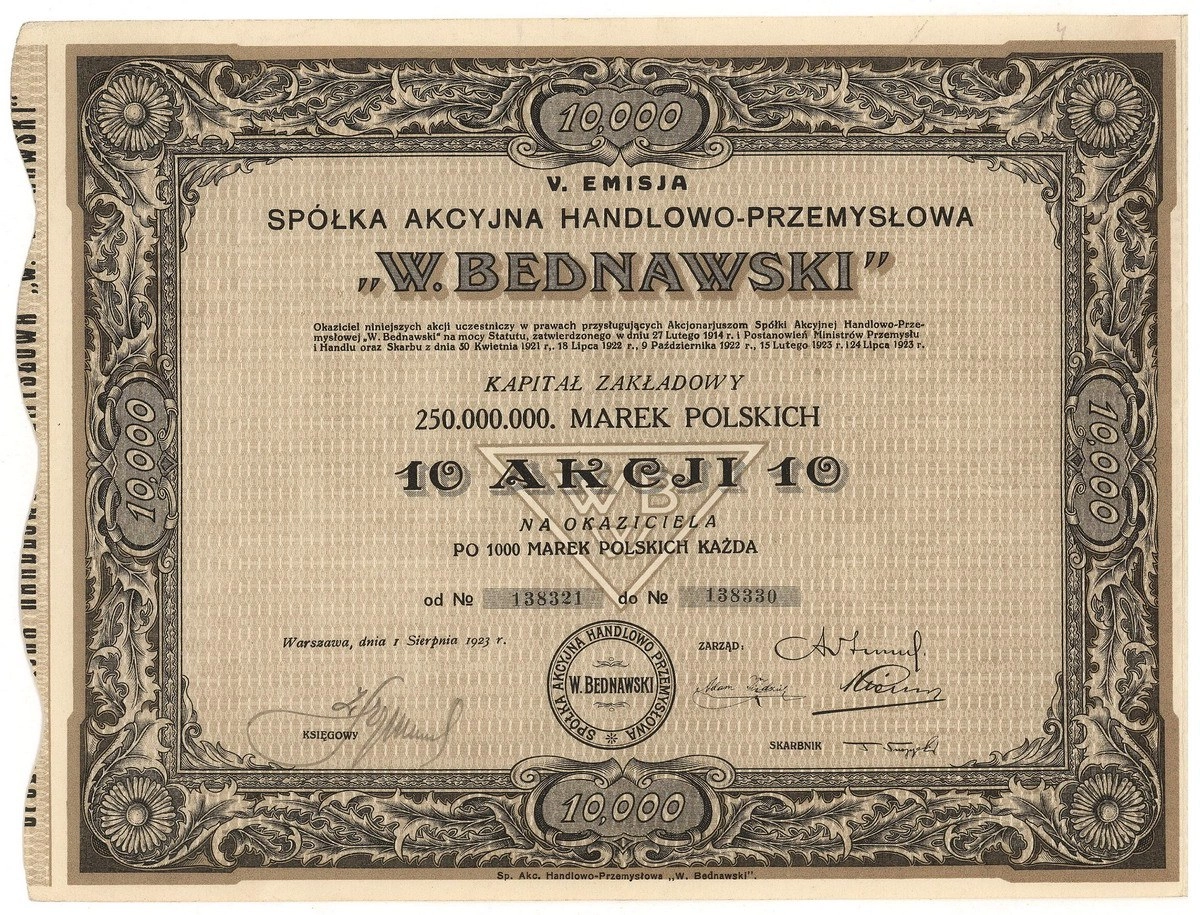 10,000
V. EMISJA
SPÓŁKA AKCYJNA HANDLOWO-PRZEMYSŁOWA
„W. BEDNAWSKI”
Okaziciel niniejszych akcji uczestniczy w prawach przysługujących Akcjonarjuszom Spółki Akcyjnej Handlowo-Prze-
mysłowej „W. Bednawski“ na mocy Statutu, zatwierdzonego w dniu 27 Lutego 1914 r. i Postanowień Ministrów Przemysłu
i Handlu oraz Skarbu z dnia 30 Kwietnia 1921 r,. 18 Lipca 1922 r., 9 Października 1922 r., 15 Lutego 1923 r. i 24 Lipca 1923 r.
KAPITAŁ ZAKŁADOWY
250.000.000. MAREK POLSKICH
10,000
10,000
10 AKCJI 10
WB
W
NA OKAZICIELA
PO 1000 MAREK POLSKICH KAŻDA
od № 138321 do № 138330
Warszawa, dnia 1 Sierpnia 1923 r.
SPÓŁKA AKCYJNA HANDLOWO PRZEMYSŁOWA
W. BEDNAWSKI
ZARZĄD:
Adam
KSIĘGOWY
SKARBNIK
10,000
Sp. Akc. Handlowo-Przemysłowa „W. Bednawski“.